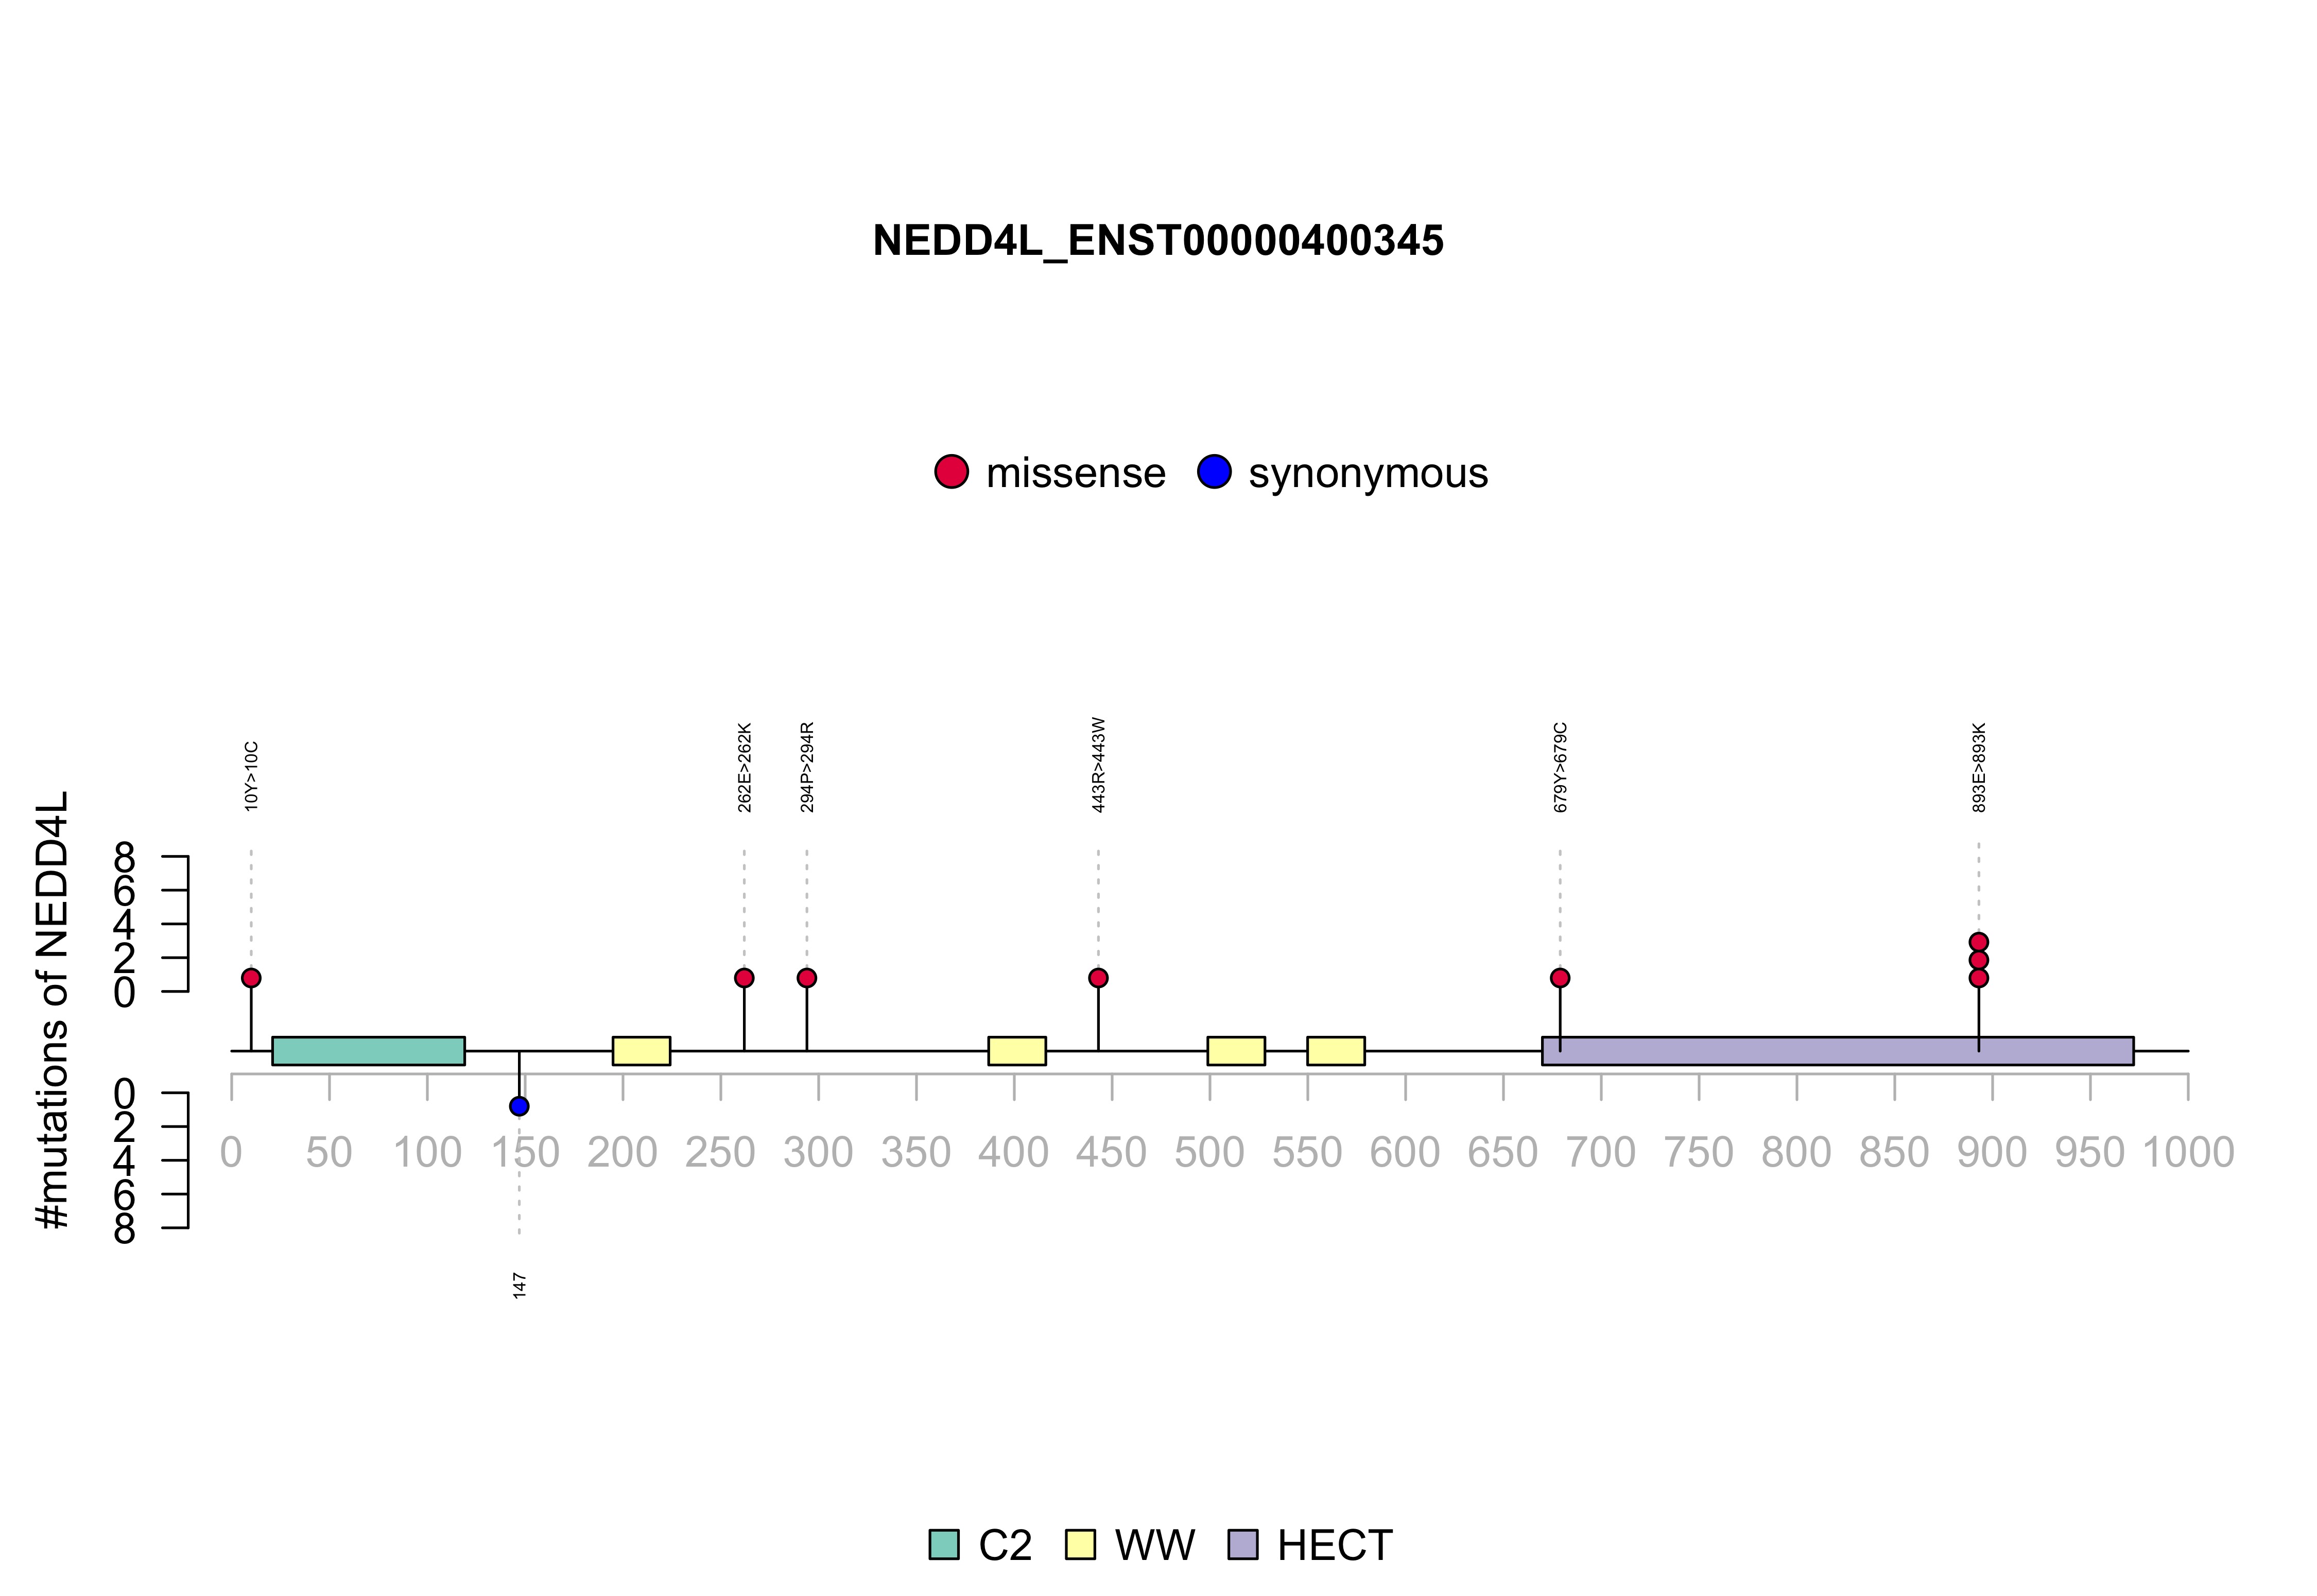 NEDD4L_ENST00000400345
missense synonymous
10Y>10C
262E>262K
294P>294R
443R>443W
679Y>679C
893E>893K
#mutations of NEDD4L
8
6
4
2
0
0
2
4
6
8
0 50 100 150 200 250 300 350 400 450 500 550 600 650 700 750 800 850 900 950 1000
147
C2 WW HECT